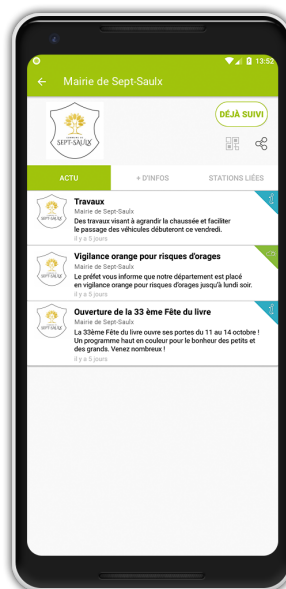 13:52
Mairie de Sept-Saulx
SEPT-SAULX
DÉJÀ SUIVI
ACTU + D'INFOS STATIONS LIÉES
Travaux
Mairie de Sept-Saulx
Des travaux visant à agrandir la chaussée et faciliter
le passage des véhicules débuteront ce vendredi.
il y a 5 jours
Vigilance orange pour risques d'orages
Mairie de Sept-Saulx
Le préfet vous informe que notre département est placé
en vigilance orange pour risques d'orages jusqu'à lundi soir.
il y a 5 jours
Ouverture de la 33 ème Fête du livre
Mairie de Sept-Saulx
La 33ème Fête du livre ouvre ses portes du 11 au 14 octobre !
Un programme haut en couleur pour le bonheur des petits et
des grands. Venez nombreux !
il y a 5 jours